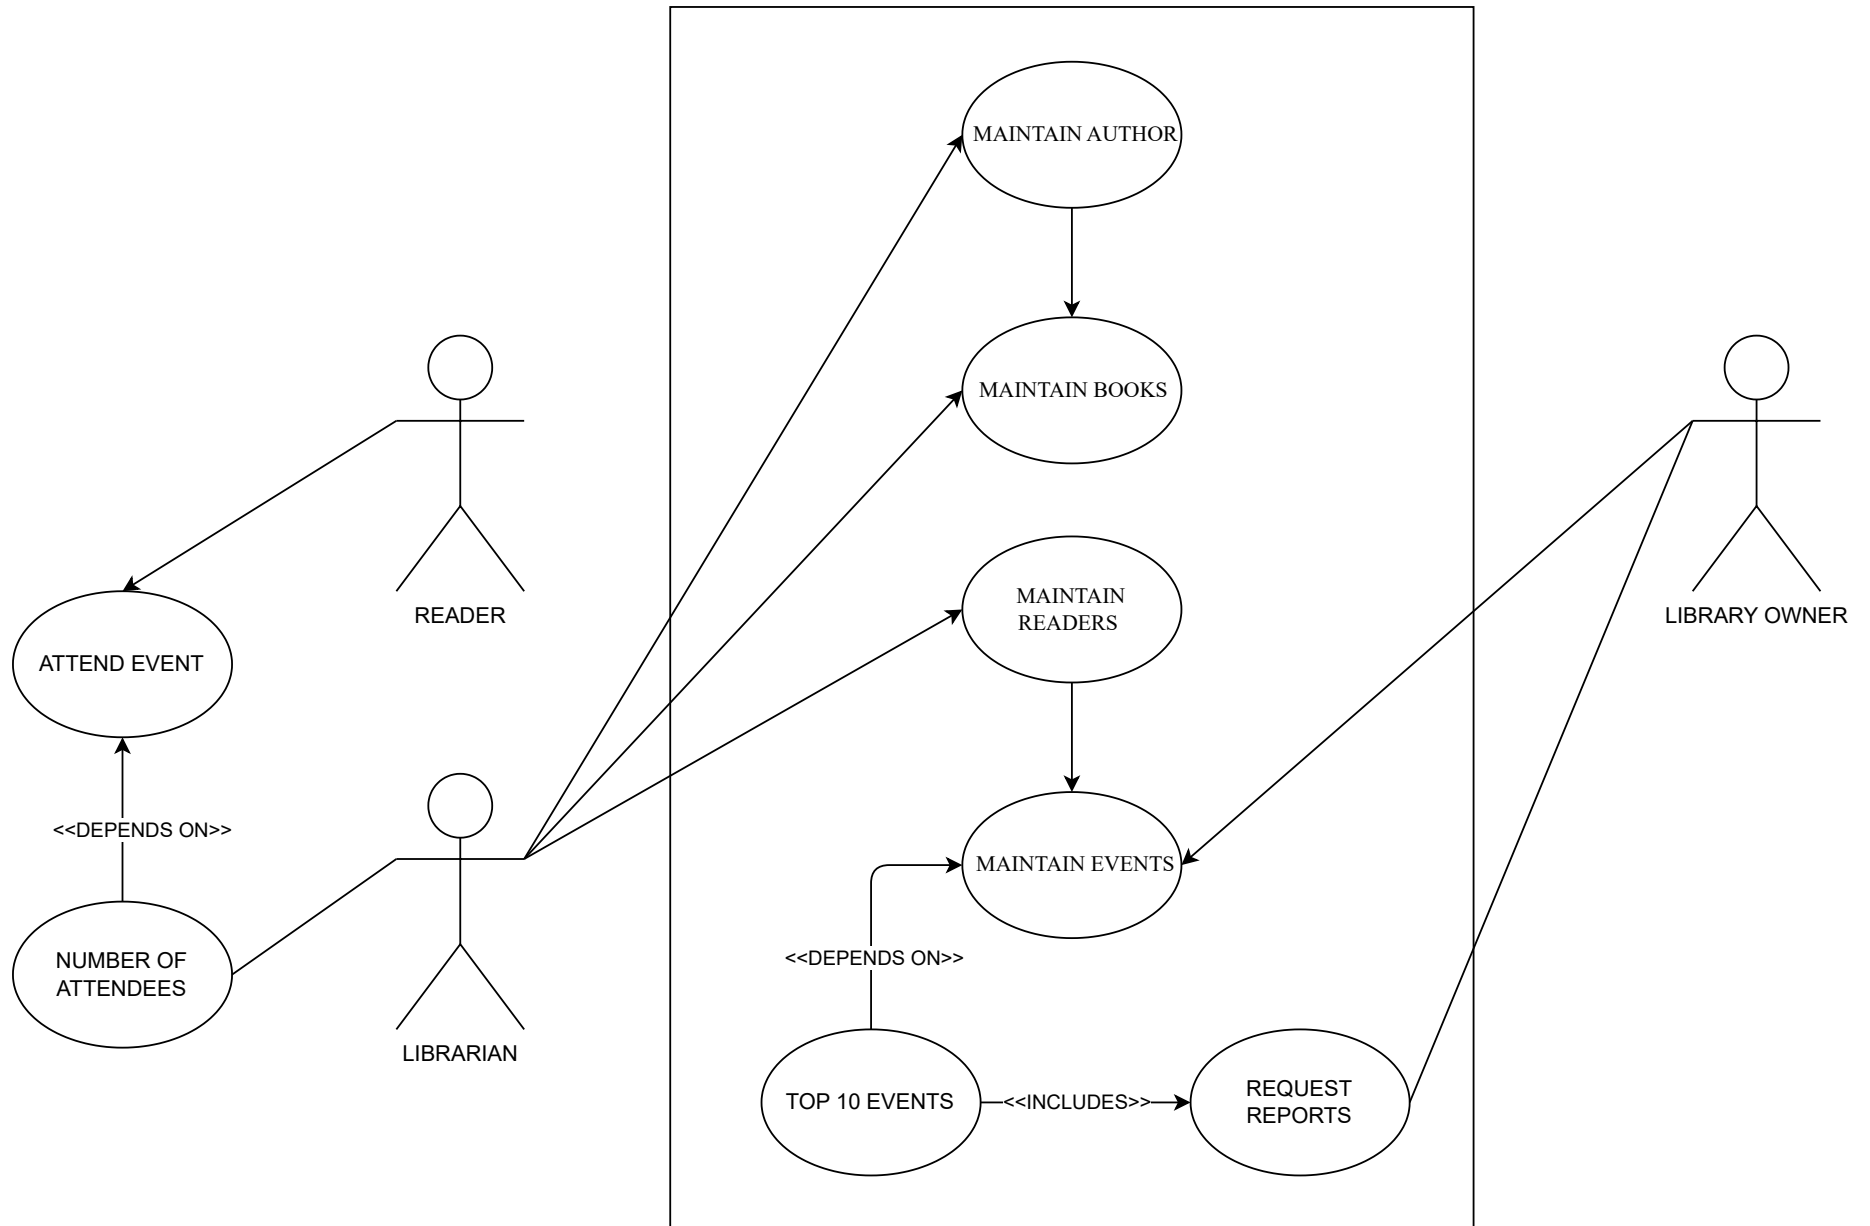 MAINTAIN AUTHOR
MAINTAIN BOOKS
READER
MAINTAIN
READERS
LIBRARY OWNER
ATTEND EVENT
<<DEPENDS ON>>
MAINTAIN EVENTS
<<DEPENDS ON>>
NUMBER OF
ATTENDEES
LIBRARIAN
TOP 10 EVENTS
<<INCLUDES>>
REQUEST
REPORTS